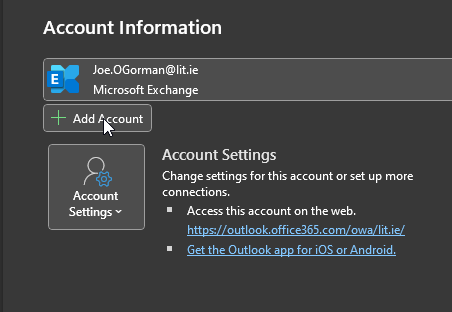 Account Information
E
Joe.OGorman@lit.ie
Microsoft Exchange
Add Account
Account
Settings
Account Settings
Change settings for this account or set up more
connections.
Access this account on the web.
https://outlook.office365.com/owa/lit.ie/
Get the Outlook app for iOS or Android.